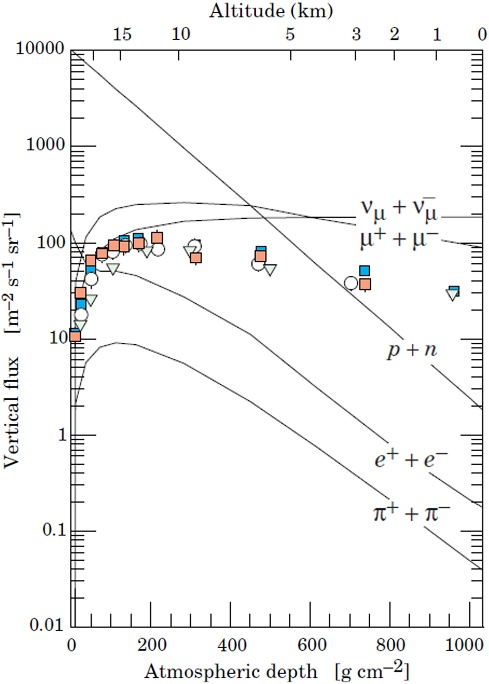 Altitude (km)
15 10 5 3 2 1 0
10000
1000
100
10
1
0.1
0.01
Vertical flux [m–2 s–1 sr–1]
νμ + ν̅μ
μ+ + μ−
p + n
e+ + e−
π+ + π−
0 200 400 600 800 1000
Atmospheric depth [g cm–2]